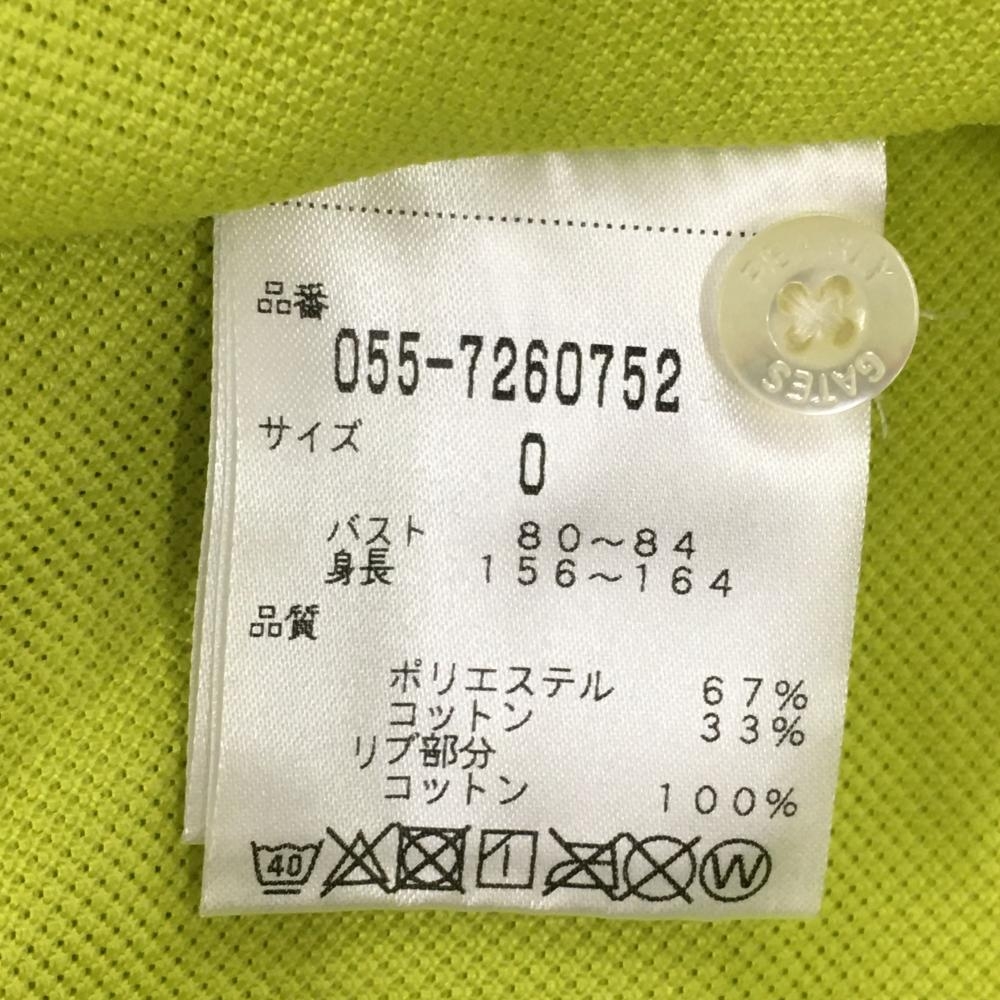 品番
055-7260752
サイズ
0
バスト 80～84
身長 156～164
品質
ポリエステル 67%
コットン 33%
リブ部分
コットン 100%
40 W
GATES